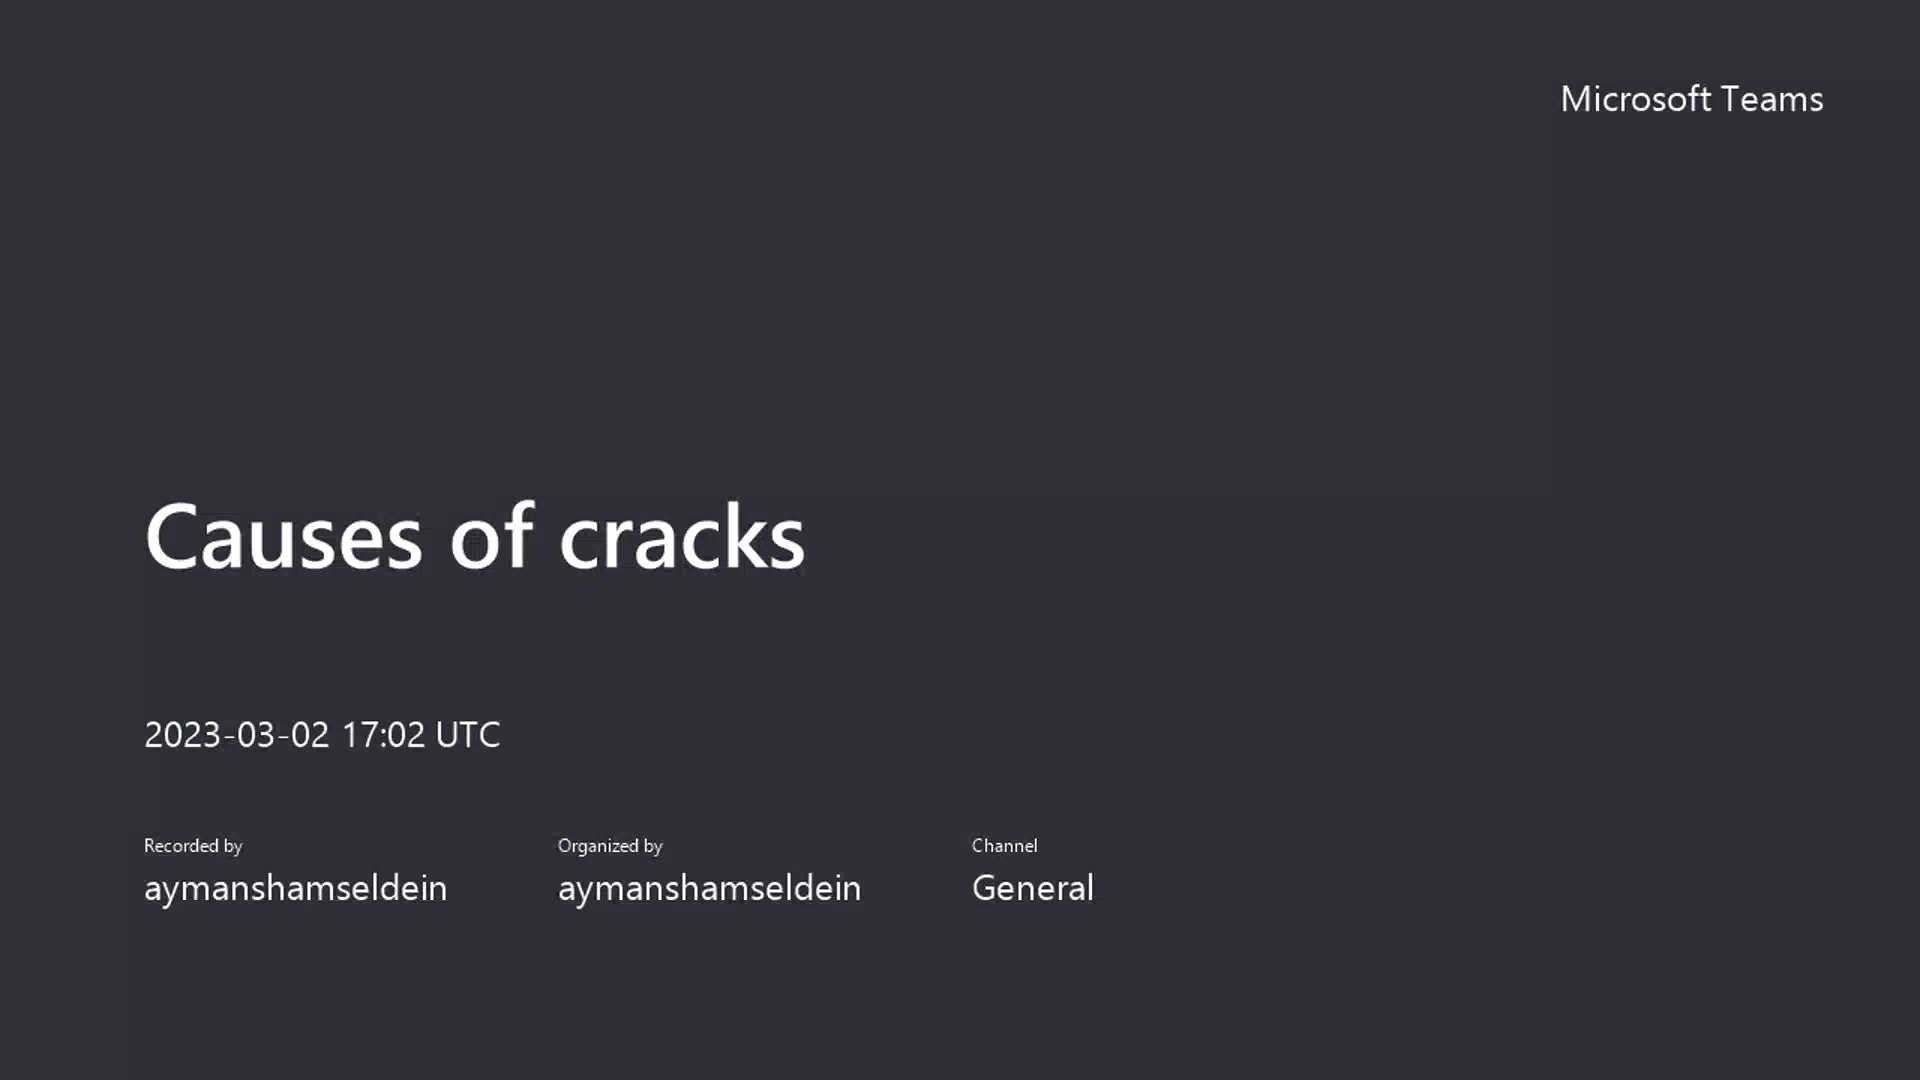 Microsoft Teams
Causes of cracks
2023-03-02 17:02 UTC
Recorded by
aymanshamseldein
Organized by
aymanshamseldein
Channel
General